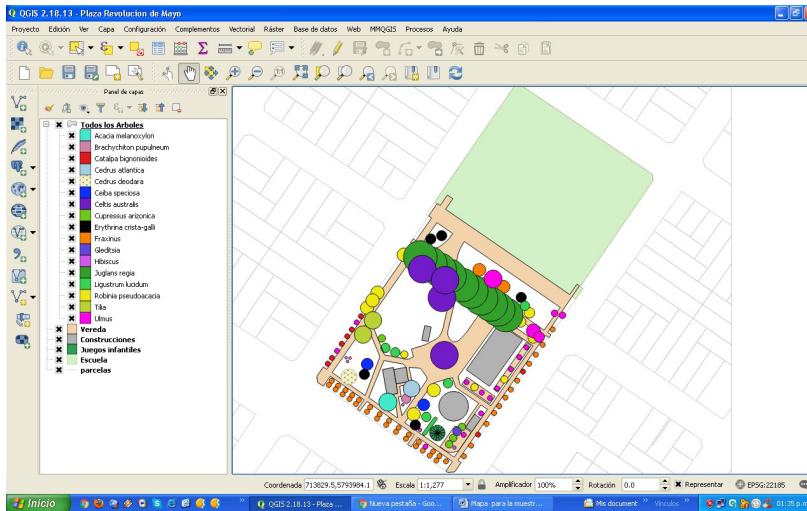 QGIS 2.18.13 - Plaza Revolucion de Mayo
Proyecto Edición Ver Capa Configuración Complementos Vectorial Ráster Base de datos Web MMQGIS Procesos Ayuda
Panel de capas
Todos los Arboles
Acacia melanoxylon
Brachychiton pupulneum
Catalpa bignonioides
Cedrus atlantica
Cedrus deodara
Ceiba speciosa
Celtis australis
Cupressus arizonica
Erythrina crista-galli
Fraxinus
Gleditsia
Hibiscus
Juglans regia
Ligustrum lucidum
Robinia pseudoacacia
Tilia
Ulmus
Vereda
Construcciones
Juegos infantiles
Escuela
parcelas
Coordenada 713829.5,5793984.1 Escala 1:1,277 Amplificador 100% Rotación 0.0 Representar EPSG:22185
Inicio QGIS 2.18.13 - Plaza ... Nueva pestaña - Goo... Mapa para la muestr... Mis document Vinculos 01:35 p.m